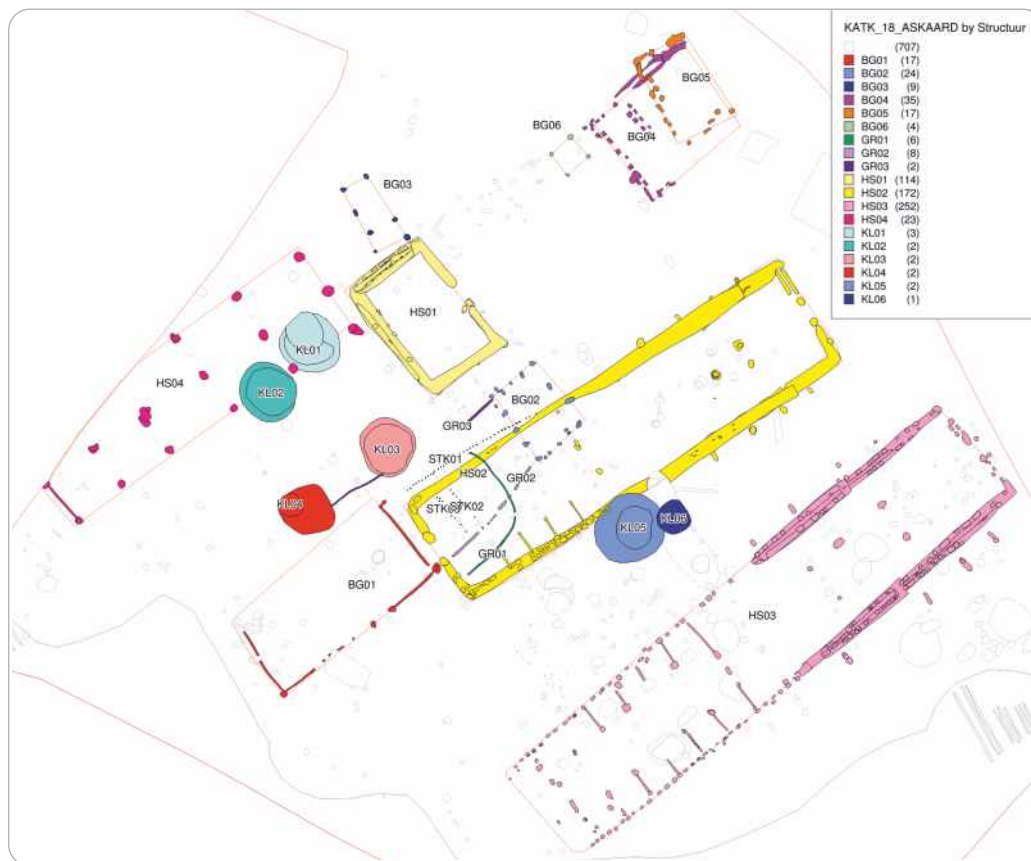 KATK_18_ASKAARD by Structuur
(707)
BG01 (17)
BG02 (24)
BG03 (9)
BG04 (35)
BG05 (17)
BG06 (4)
GR01 (6)
GR02 (8)
GR03 (2)
HS01 (114)
HS02 (172)
HS03 (252)
HS04 (23)
KL01 (3)
KL02 (2)
KL03 (2)
KL04 (2)
KL05 (2)
KL06 (1)
BG05
BG06
BG04
BG03
HS01
KL01
HS04
KL02
BG02
GR03
KL03
STK01
HS02
GR02
KL04
STK03
STK02
KL05
KL06
GR01
BG01
HS03